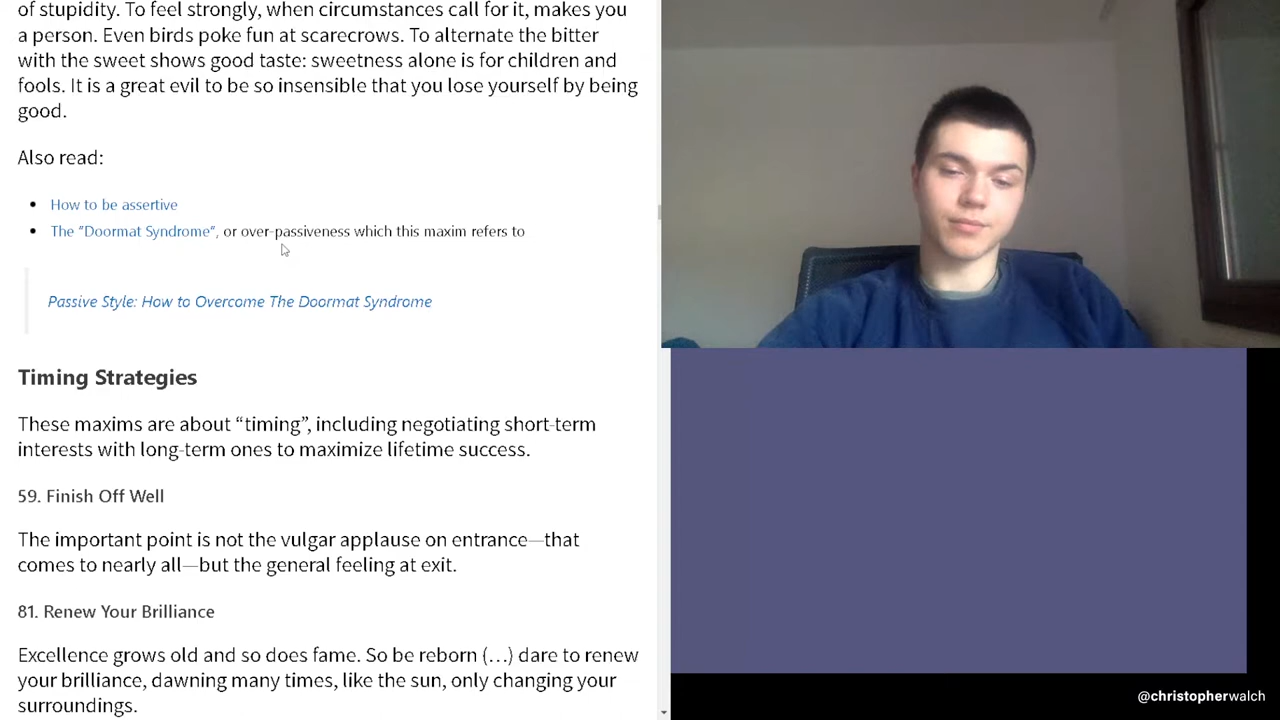 of stupidity. To feel strongly, when circumstances call for it, makes you
a person. Even birds poke fun at scarecrows. To alternate the bitter
with the sweet shows good taste: sweetness alone is for children and
fools. It is a great evil to be so insensible that you lose yourself by being
good.
Also read:
• How to be assertive
• The “Doormat Syndrome”, or over-passiveness which this maxim refers to
Passive Style: How to Overcome The Doormat Syndrome
Timing Strategies
These maxims are about “timing”, including negotiating short-term
interests with long-term ones to maximize lifetime success.
59. Finish Off Well
The important point is not the vulgar applause on entrance—that
comes to nearly all—but the general feeling at exit.
81. Renew Your Brilliance
Excellence grows old and so does fame. So be reborn (…) dare to renew
your brilliance, dawning many times, like the sun, only changing your
surroundings.
@christopherwalch